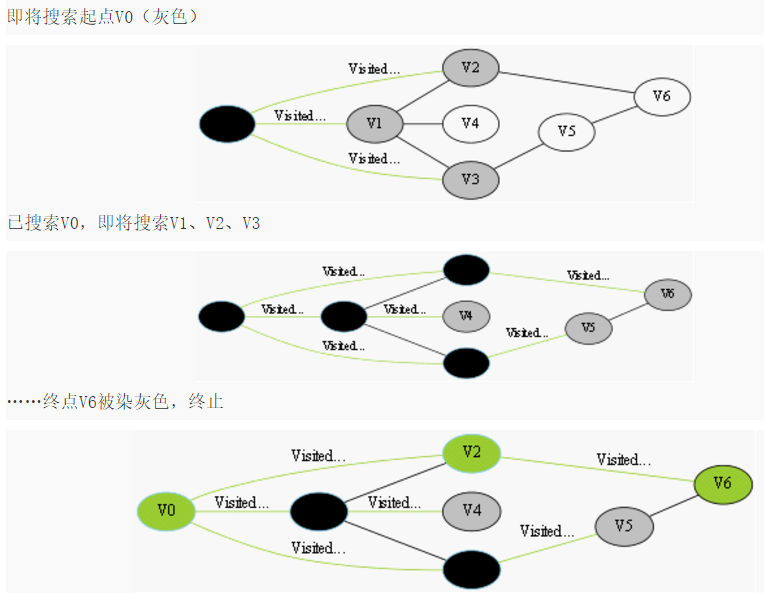 即将搜索起点V0（灰色）
Visited...
V2
V6
Visited...
V1
V4
V5
Visited...
V3
已搜索V0，即将搜索V1、V2、V3
Visited...
Visited...
V6
Visited...
Visited...
V4
V5
Visited...
Visited...
……终点V6被染灰色，终止
Visited...
V2
Visited...
V6
V0
Visited...
Visited...
V4
V5
Visited...
Visited...